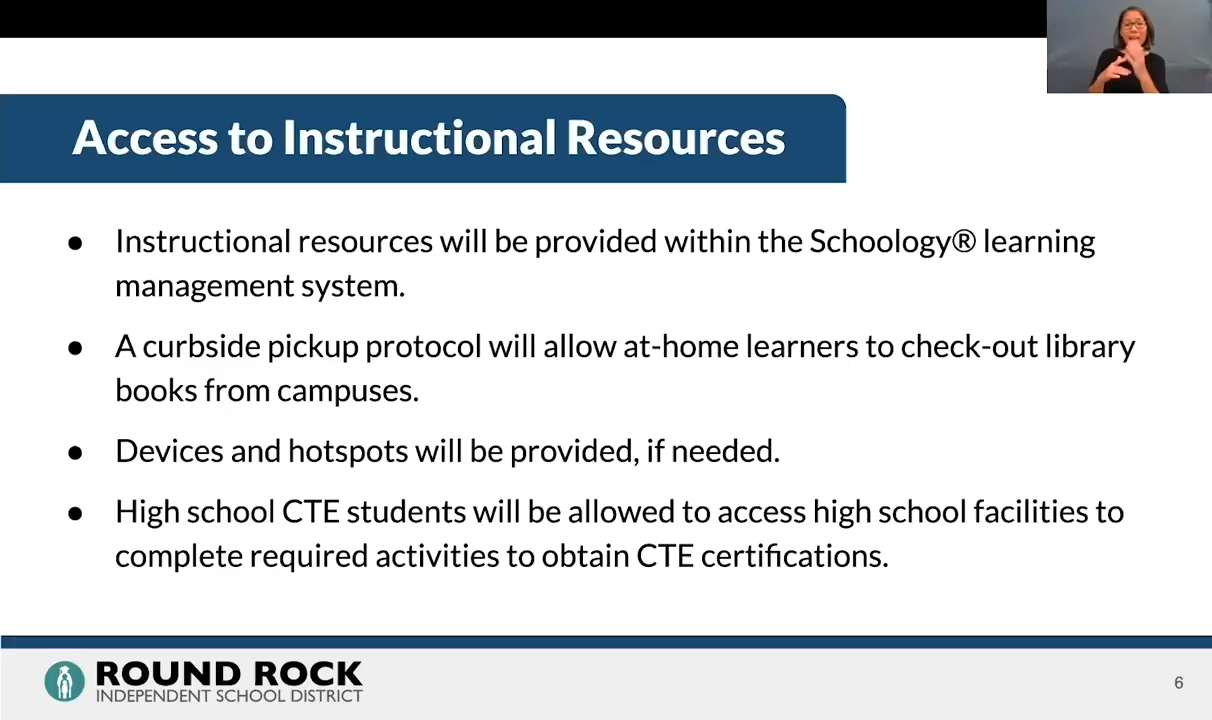 Access to Instructional Resources
● Instructional resources will be provided within the Schoology® learning
management system.
● A curbside pickup protocol will allow at-home learners to check-out library
books from campuses.
● Devices and hotspots will be provided, if needed.
● High school CTE students will be allowed to access high school facilities to
complete required activities to obtain CTE certifications.
ROUND ROCK
INDEPENDENT SCHOOL DISTRICT
6